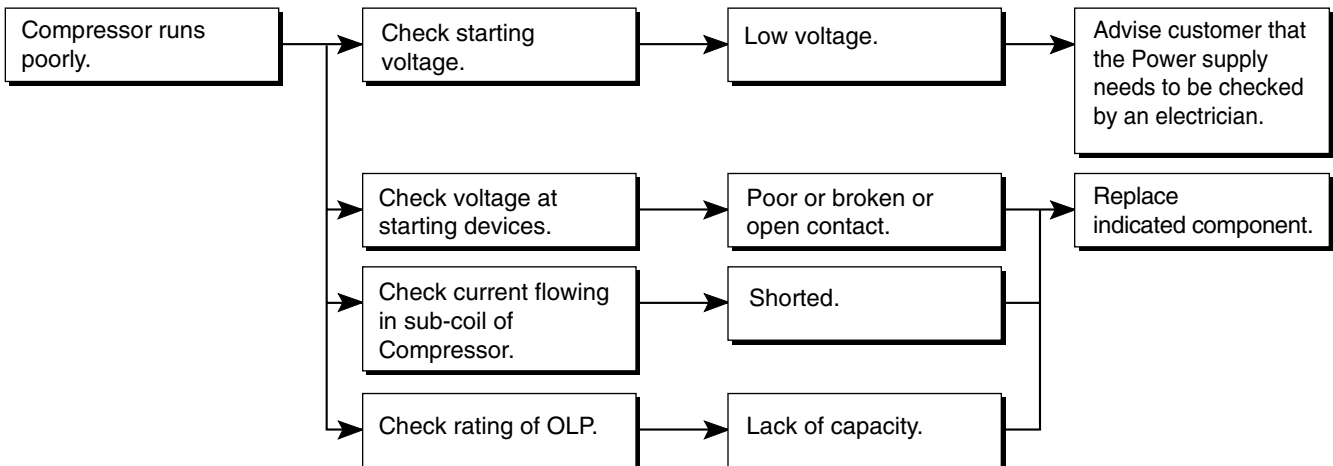 Compressor runs
poorly.
Check starting
voltage.
Low voltage.
Advise customer that
the Power supply
needs to be checked
by an electrician.
Check voltage at
starting devices.
Poor or broken or
open contact.
Replace
indicated component.
Check current flowing
in sub-coil of
Compressor.
Shorted.
Check rating of OLP.
Lack of capacity.